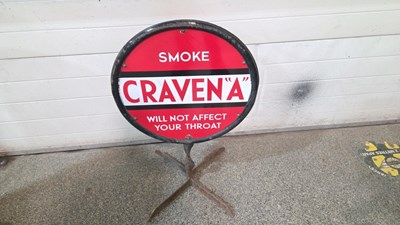 SMOKE
CRAVEN "A"
WILL NOT AFFECT
YOUR THROAT